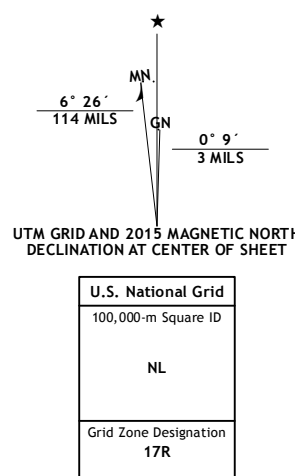 ★
MN
6° 26´
114 MILS
GN
0° 9´
3 MILS
UTM GRID AND 2015 MAGNETIC NORTH
DECLINATION AT CENTER OF SHEET
U.S. National Grid
100,000-m Square ID
NL
Grid Zone Designation
17R